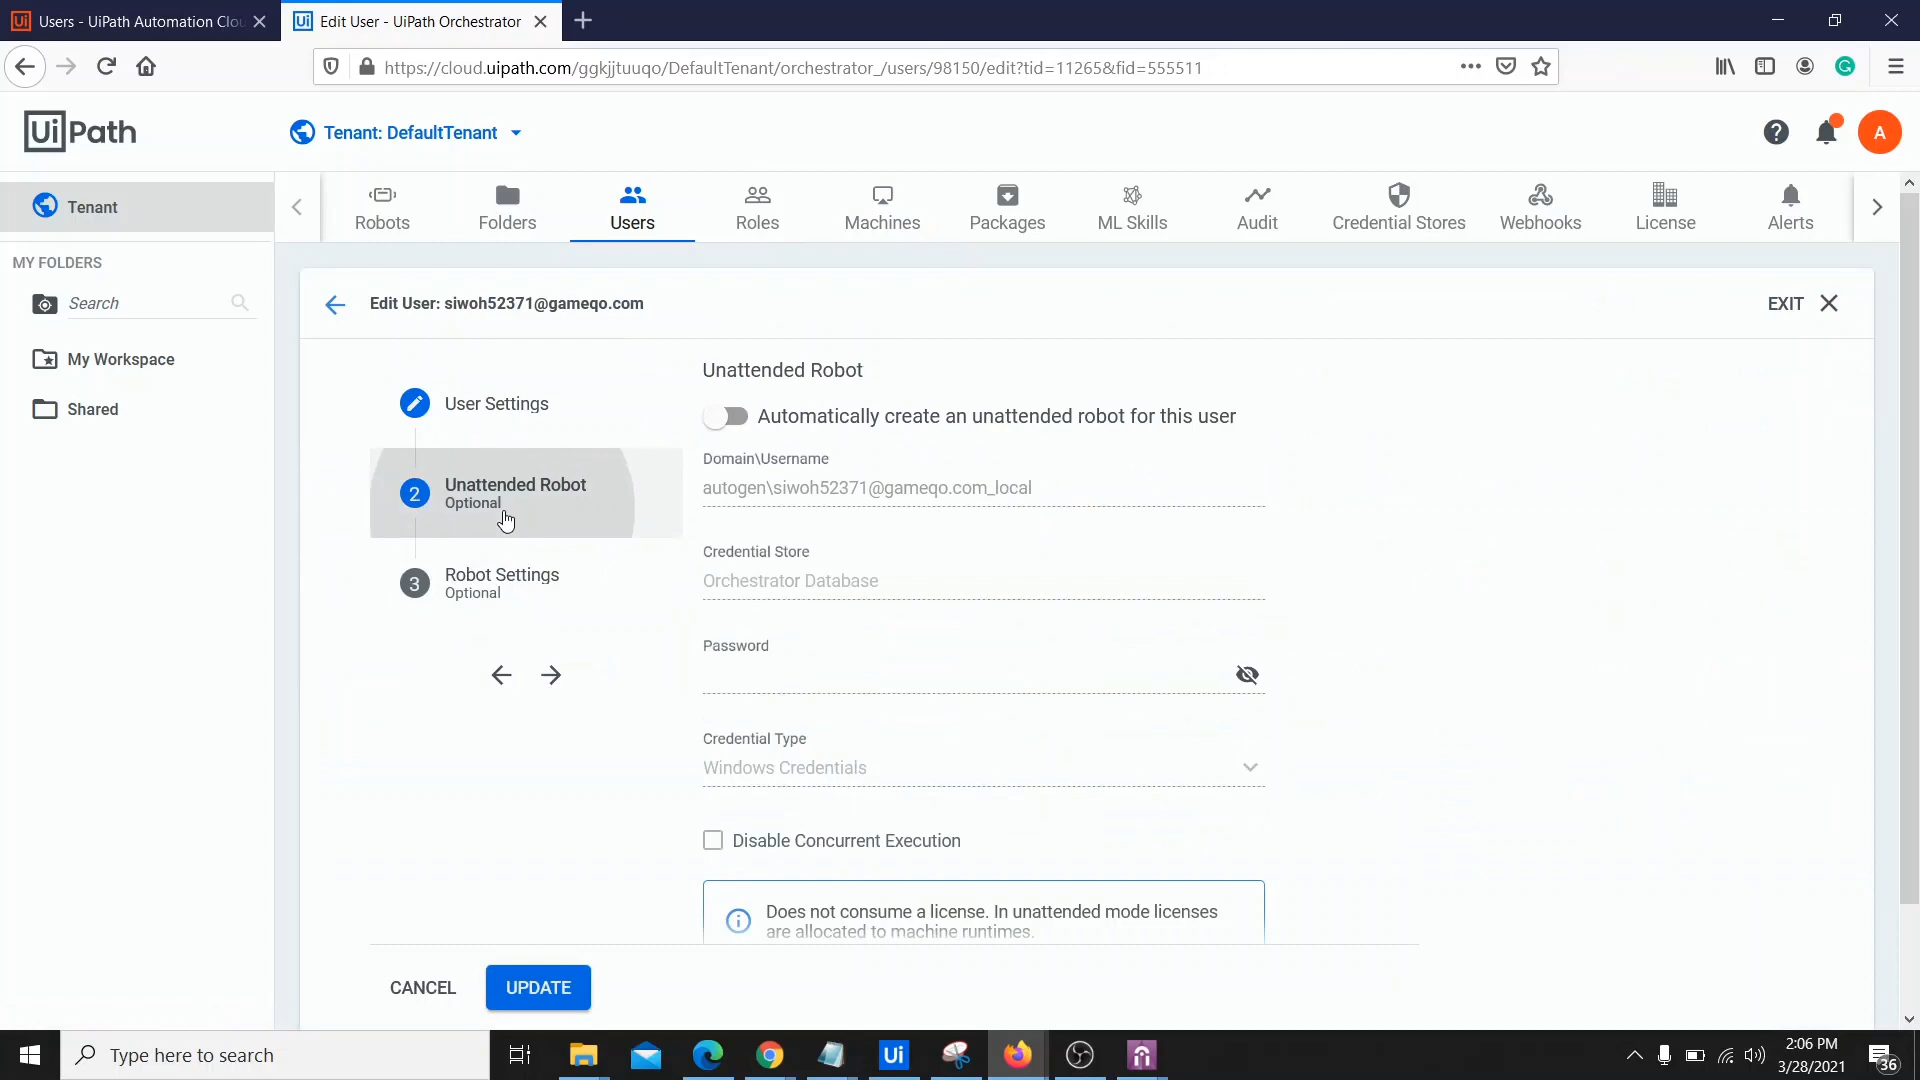 Users - UiPath Automation Clou
Edit User - UiPath Orchestrator
https://cloud.uipath.com/ggkjjtuuqo/DefaultTenant/orchestrator_/users/98150/edit?tid=11265&fid=555511
UiPath
Tenant: DefaultTenant
A
Tenant
Robots
Folders
Users
Roles
Machines
Packages
ML Skills
Audit
Credential Stores
Webhooks
License
Alerts
MY FOLDERS
Search
My Workspace
Shared
Edit User: siwoh52371@gameqo.com
EXIT
User Settings
2
Unattended Robot
Optional
3
Robot Settings
Optional
Unattended Robot
Automatically create an unattended robot for this user
Domain\Username
autogen\siwoh52371@gameqo.com_local
Credential Store
Orchestrator Database
Password
Credential Type
Windows Credentials
Disable Concurrent Execution
Does not consume a license. In unattended mode licenses
are allocated to machine runtimes.
CANCEL
UPDATE
Type here to search
Ui
2:06 PM
3/28/2021
36